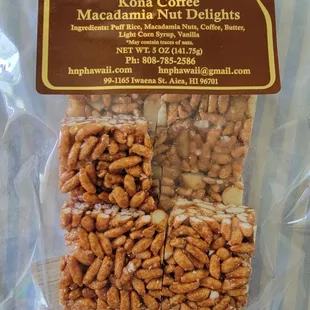 Kona Coffee
Macadamia Nut Delights
Ingredients: Puff Rice, Macadamia Nuts, Coffee, Butter,
Light Corn Syrup, Vanilla
*May contain traces of nuts.
NET WT. 5 OZ (141.75g)
Ph: 808-785-2586
hnphawaii.com hnphawaii@gmail.com
99-1165 Iwaena St. Aiea, HI 96701